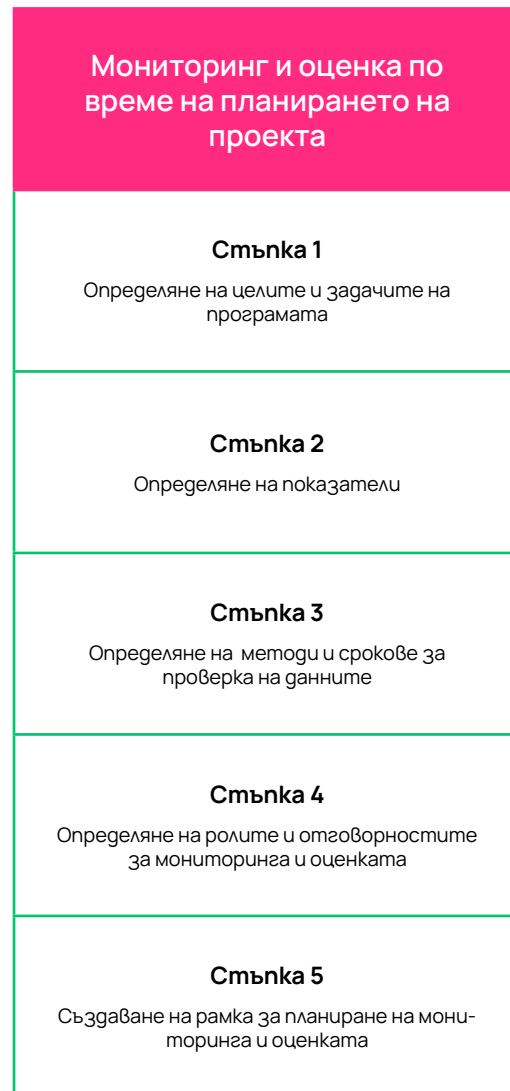 Мониторинг и оценка по
време на планирането на
проекта
Стъпка 1
Определяне на целите и задачите на
програмата
Стъпка 2
Определяне на показатели
Стъпка 3
Определяне на методи и срокове за
проверка на данните
Стъпка 4
Определяне на ролите и отговорностите
за мониторинга и оценката
Стъпка 5
Създаване на рамка за планиране на мони-
торинга и оценката